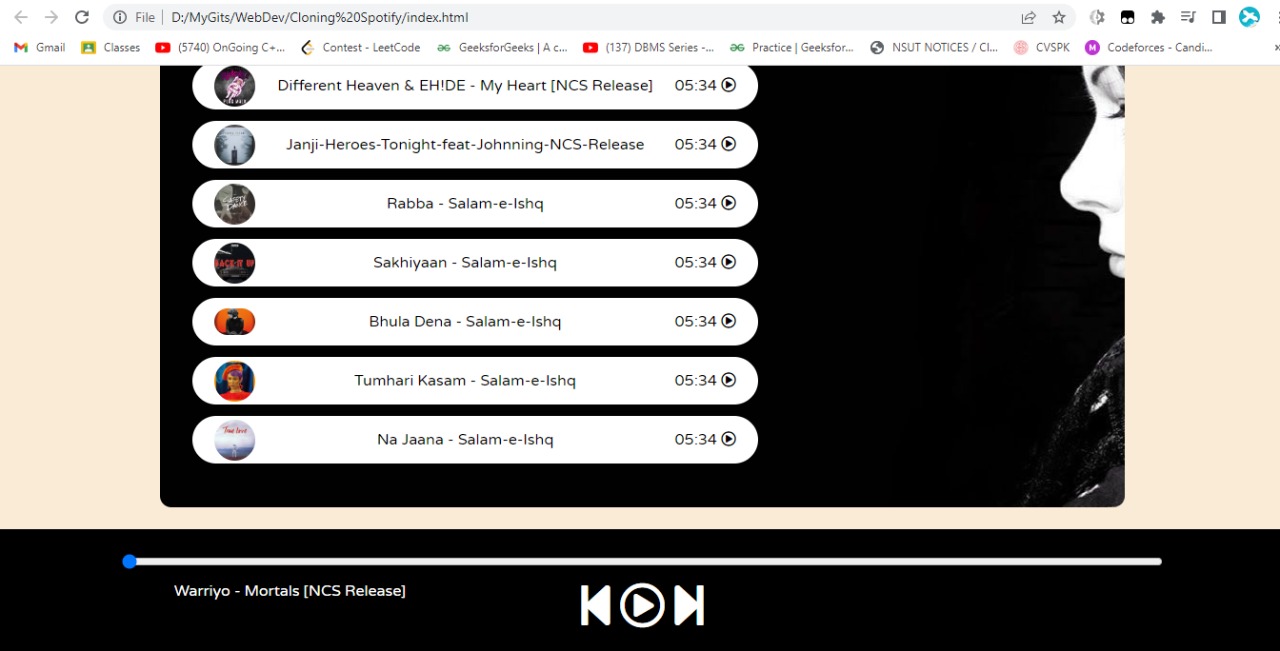 File D:/MyGits/WebDev/Cloning%20Spotify/index.html
Gmail Classes (5740) OnGoing C+... Contest - LeetCode GeeksforGeeks | A c... (137) DBMS Series -... Practice | Geeksfor... NSUT NOTICES / CI... CVSPK M Codeforces - Candi... »
Different Heaven & EH!DE - My Heart [NCS Release] 05:34
Janji-Heroes-Tonight-feat-Johnning-NCS-Release 05:34
Rabba - Salam-e-Ishq 05:34
Sakhiyaan - Salam-e-Ishq 05:34
Bhula Dena - Salam-e-Ishq 05:34
Tumhari Kasam - Salam-e-Ishq 05:34
True Love
Na Jaana - Salam-e-Ishq 05:34
Warriyo - Mortals [NCS Release]